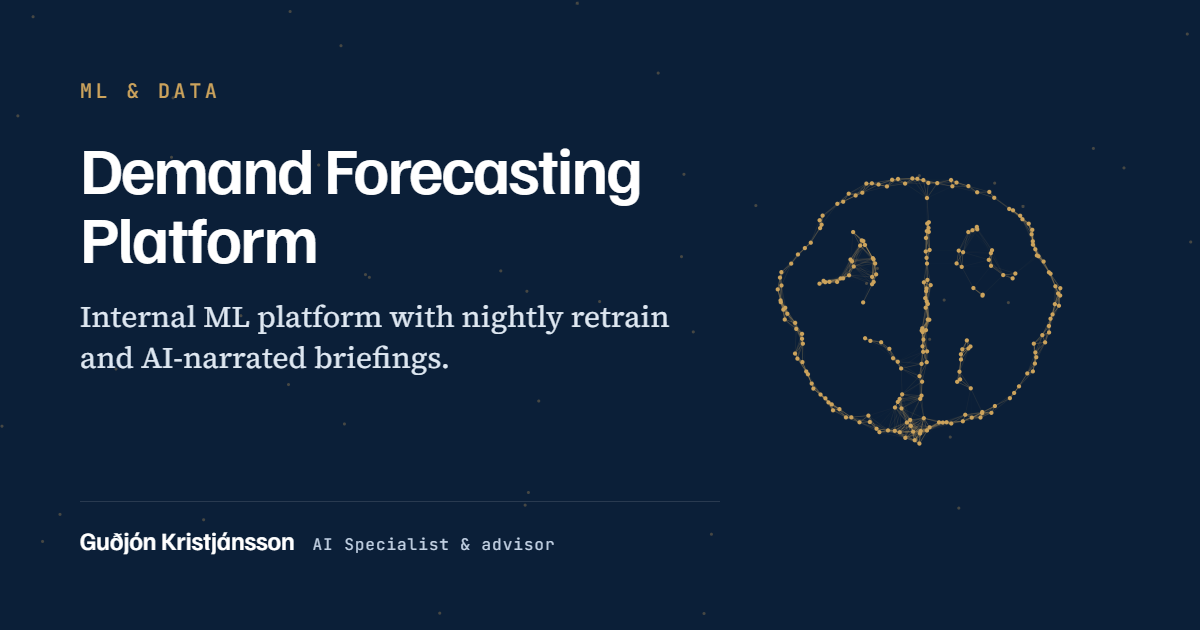 ML & DATA
Demand Forecasting
Platform
Internal ML platform with nightly retrain
and AI-narrated briefings.
Guðjón Kristjánsson AI Specialist & advisor